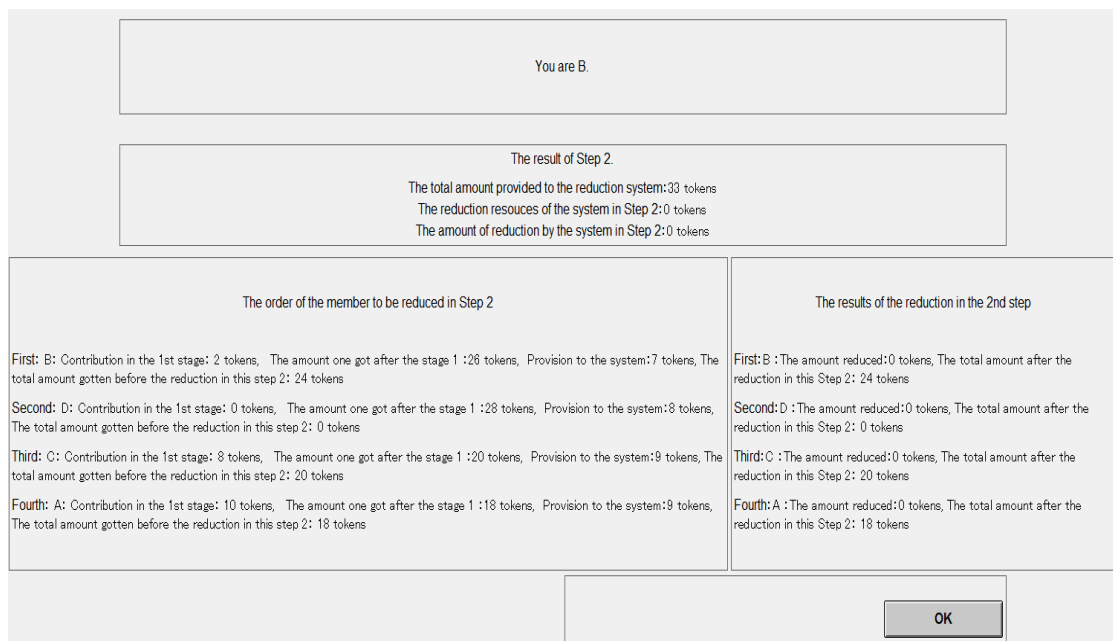 You are B.
The result of Step 2.
The total amount provided to the reduction system:33 tokens
The reduction resouces of the system in Step 2:0 tokens
The amount of reduction by the system in Step 2:0 tokens
The order of the member to be reduced in Step 2
First: B: Contribution in the 1st stage: 2 tokens, The amount one got after the stage 1 :26 tokens, Provision to the system:7 tokens, The
total amount gotten before the reduction in this step 2: 24 tokens
Second: D: Contribution in the 1st stage: 0 tokens, The amount one got after the stage 1 :28 tokens, Provision to the system:8 tokens,
The total amount gotten before the reduction in this step 2: 0 tokens
Third: C: Contribution in the 1st stage: 8 tokens, The amount one got after the stage 1 :20 tokens, Provision to the system:9 tokens, The
total amount gotten before the reduction in this step 2: 20 tokens
Fourth: A: Contribution in the 1st stage: 10 tokens, The amount one got after the stage 1 :18 tokens, Provision to the system:9 tokens,
The total amount gotten before the reduction in this step 2: 18 tokens
The results of the reduction in the 2nd step
First:B :The amount reduced:0 tokens, The total amount after the
reduction in this Step 2: 24 tokens
Second:D :The amount reduced:0 tokens, The total amount after the
reduction in this Step 2: 0 tokens
Third:C :The amount reduced:0 tokens, The total amount after the
reduction in this Step 2: 20 tokens
Fourth:A :The amount reduced:0 tokens, The total amount after the
reduction in this Step 2: 18 tokens
OK